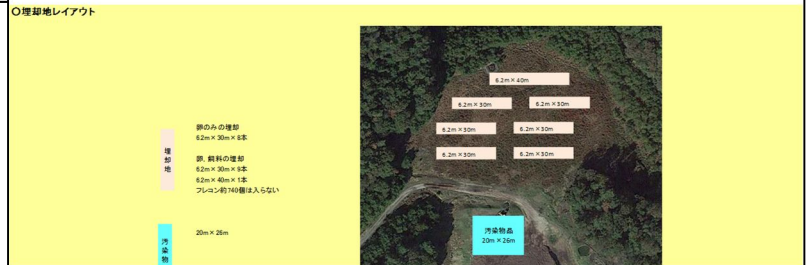 〇埋却地レイアウト
埋却地
卵のみの埋却
6.2m×30m×8本
卵、飼料の埋却
6.2m×30m×9本
6.2m×40m×1本
フレコン約740個は入らない
汚染物
20m×26m
6.2m×40m
6.2m×30m
6.2m×30m
6.2m×30m
6.2m×30m
6.2m×30m
6.2m×30m
汚染物品
20m×26m